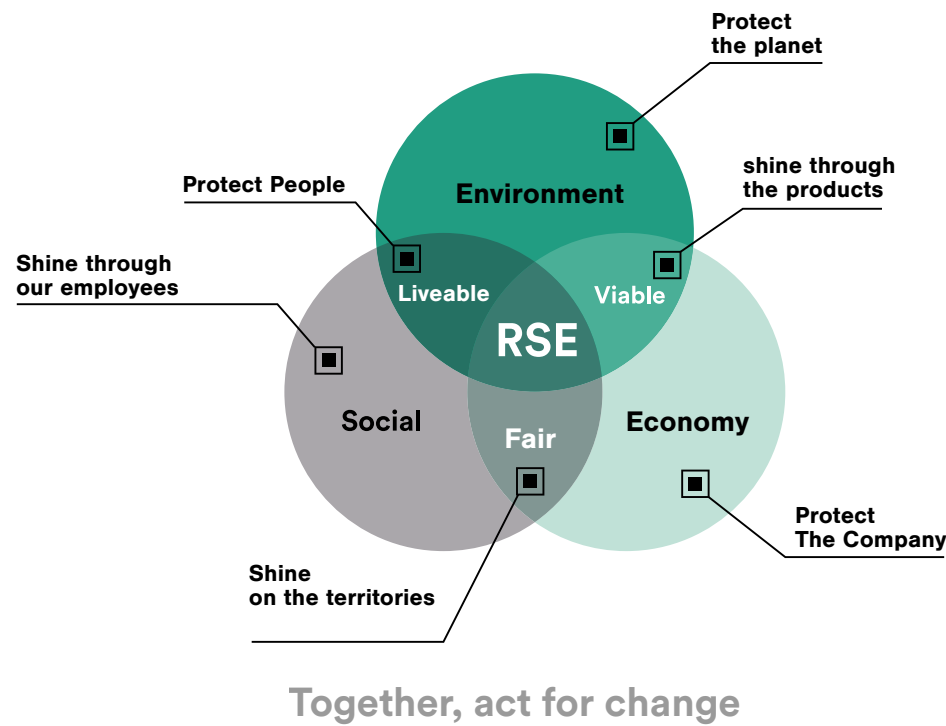 Protect
the planet
shine through
the products
Environment
Protect People
Shine through
our employees
Liveable
Viable
RSE
Social
Fair
Economy
Protect
The Company
Shine
on the territories
Together, act for change